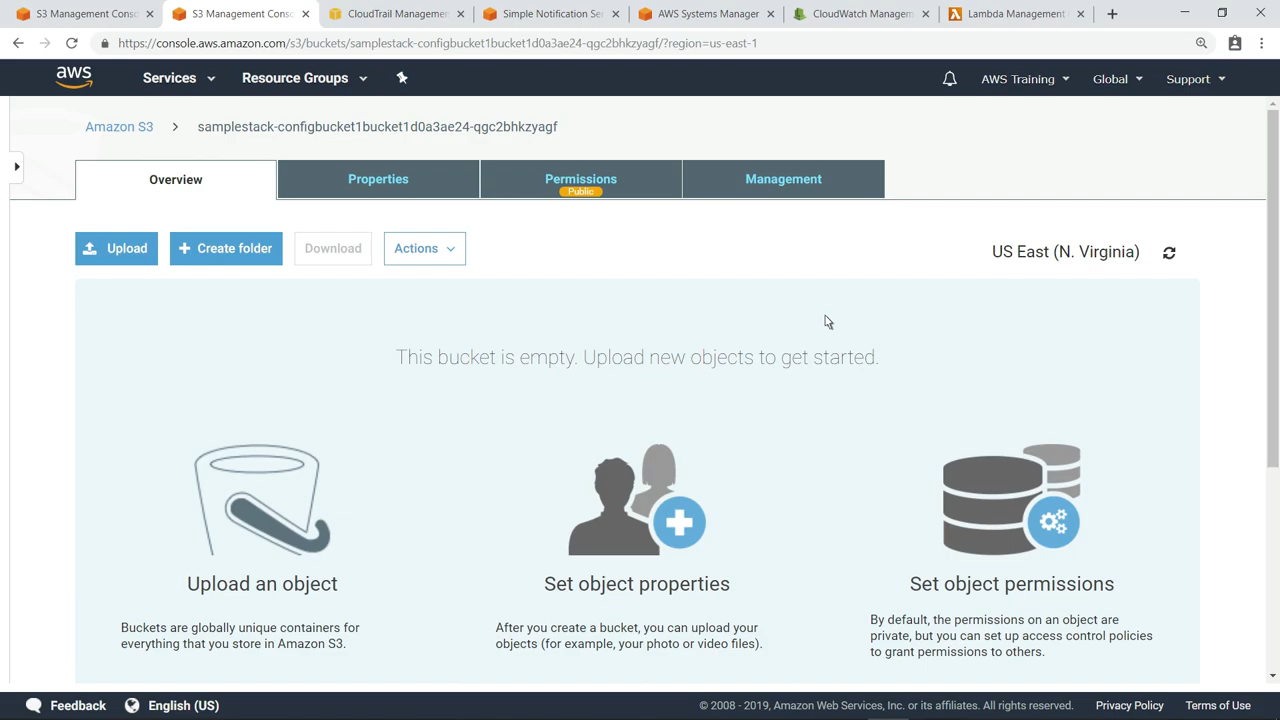 S3 Management Conso
S3 Management Conso
CloudTrail Managemen
Simple Notification Se
AWS Systems Manager
CloudWatch Managem
Lambda Management
https://console.aws.amazon.com/s3/buckets/samplestack-configbucket1bucket1d0a3ae24-qgc2bhkzyagf/?region=us-east-1
aws
Services
Resource Groups
AWS Training
Global
Support
Amazon S3
samplestack-configbucket1bucket1d0a3ae24-qgc2bhkzyagf
Overview
Properties
Permissions
Public
Management
Upload
Create folder
Download
Actions
US East (N. Virginia)
This bucket is empty. Upload new objects to get started.
Upload an object
Buckets are globally unique containers for
everything that you store in Amazon S3.
Set object properties
After you create a bucket, you can upload your
objects (for example, your photo or video files).
Set object permissions
By default, the permissions on an object are
private, but you can set up access control policies
to grant permissions to others.
Feedback
English (US)
© 2008 - 2019, Amazon Web Services, Inc. or its affiliates. All rights reserved.
Privacy Policy
Terms of Use